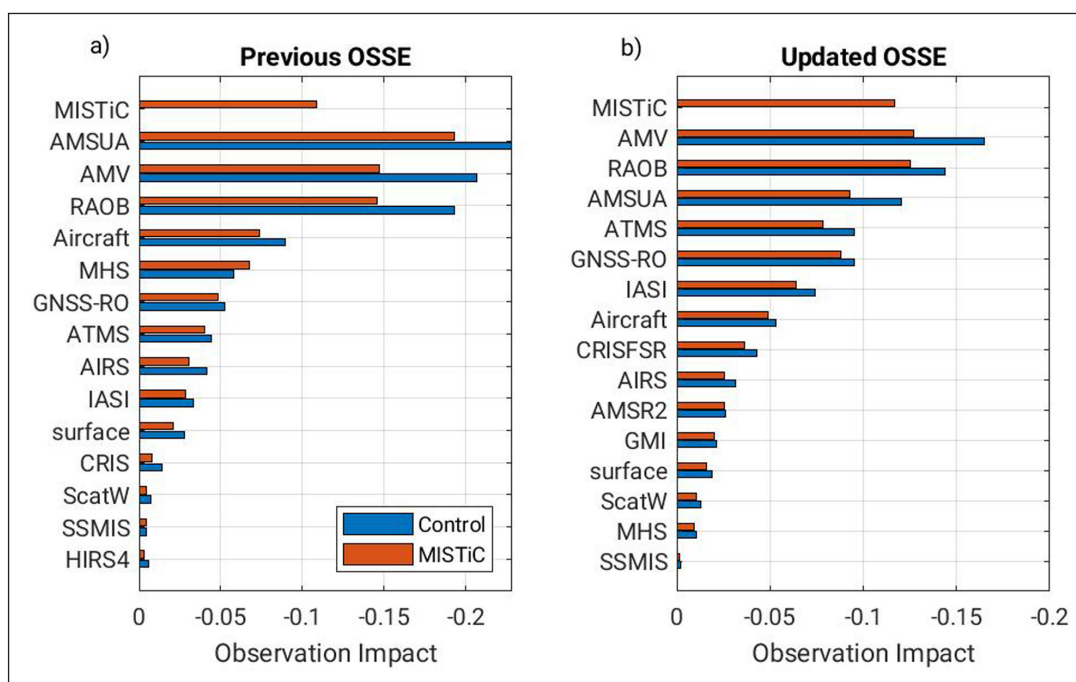 a)
Previous OSSE
MISTiC
AMSUA
AMV
RAOB
Aircraft
MHS
GNSS-RO
ATMS
AIRS
IASI
surface
CRIS
ScatW
SSMIS
HIRS4
Control
MISTiC
0 -0.05 -0.1 -0.15 -0.2
Observation Impact
b)
Updated OSSE
MISTiC
AMV
RAOB
AMSUA
ATMS
GNSS-RO
IASI
Aircraft
CRISFSR
AIRS
AMSR2
GMI
surface
ScatW
MHS
SSMIS
0 -0.05 -0.1 -0.15 -0.2
Observation Impact